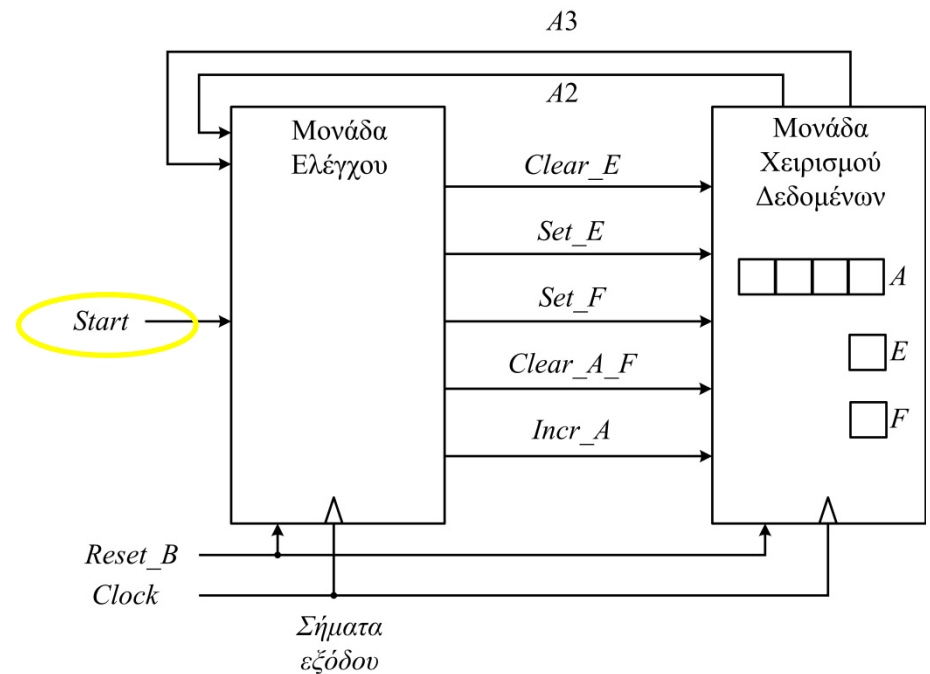 A3
A2
Μονάδα
Ελέγχου
Μονάδα
Χειρισμού
Δεδομένων
Clear_E
Set_E
A
Start
Set_F
E
Clear_A_F
F
Incr_A
Reset_B
Clock
Σήματα
εξόδου